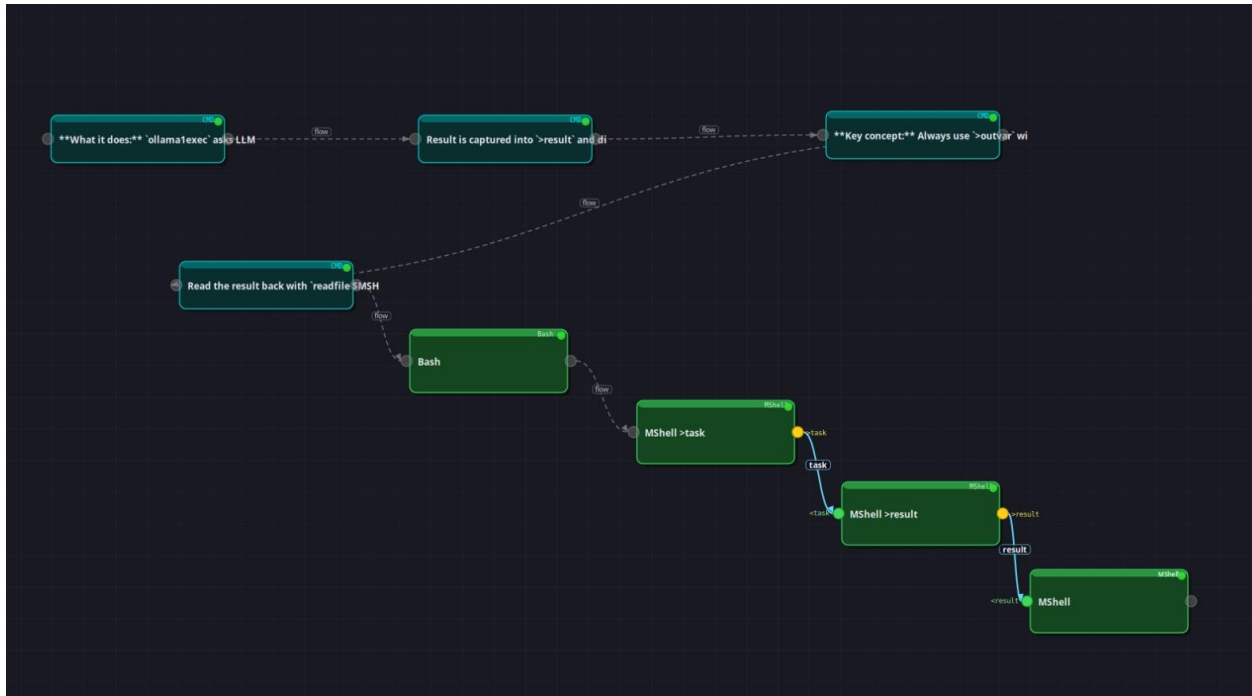 CMD
**What it does:** `ollama1exec` asks LLM
flow
CMD
Result is captured into `>result` and di
flow
CMD
**Key concept:** Always use `>outvar` wi
flow
CMD
Read the result back with `readfile $MSH
flow
Bash
Bash
flow
MShell
MShell >task
>task
task
MShell
<task
MShell >result
>result
result
MShell
<result
MShell